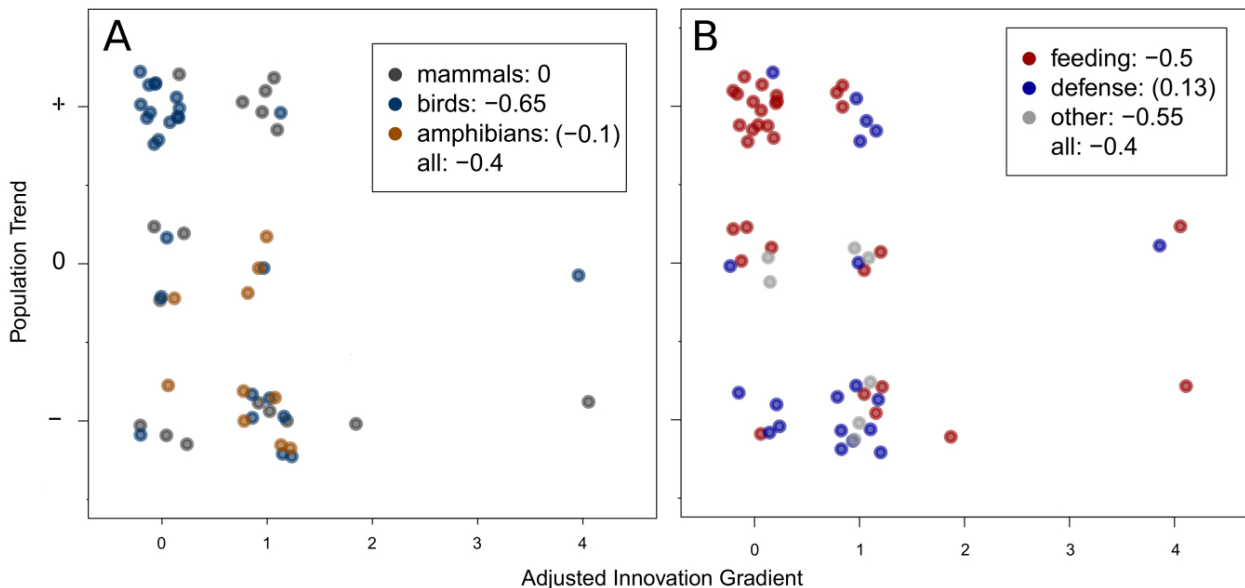 A
mammals: 0
birds: −0.65
amphibians: (−0.1)
all: −0.4
B
feeding: −0.5
defense: (0.13)
other: −0.55
all: −0.4
Population Trend
+
0
−
0 1 2 3 4
0 1 2 3 4
Adjusted Innovation Gradient